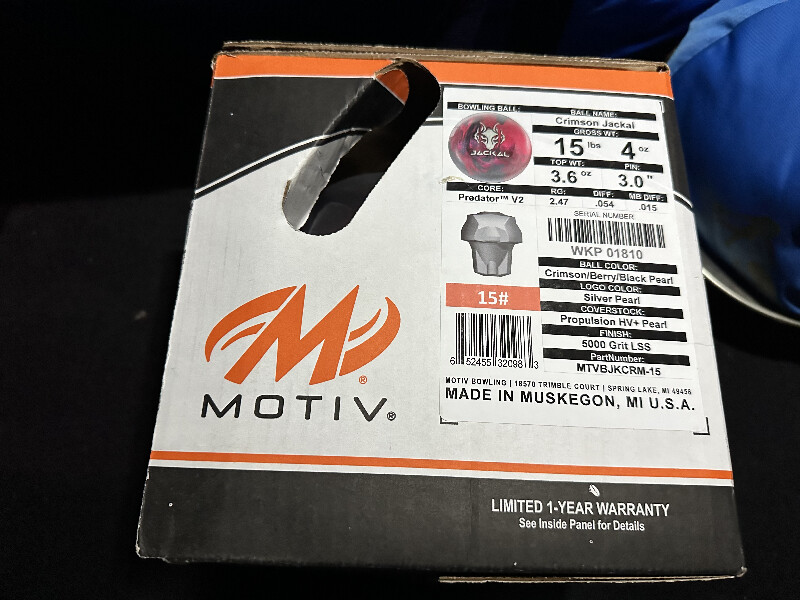 BOWLING BALL:
BALL NAME:
Crimson Jackal
GROSS WT:
15 lbs 4 oz
JACKAL
TOP WT: PIN:
3.6 oz 3.0"
CORE: RG: DIFF: MB DIFF:
Predator™ V2 2.47 .054 .015
SERIAL NUMBER
WKP 01810
BALL COLOR:
Crimson/Berry/Black Pearl
LOGO COLOR:
Silver Pearl
15#
COVERSTOCK:
Propulsion HV+ Pearl
FINISH:
5000 Grit LSS
PartNumber:
MTVBJKCRM-15
6 52455 32098 3
MOTIV BOWLING | 18570 TRIMBLE COURT | SPRING LAKE, MI 49456
MADE IN MUSKEGON, MI U.S.A.
M®
MOTIV®
LIMITED 1-YEAR WARRANTY
See Inside Panel for Details